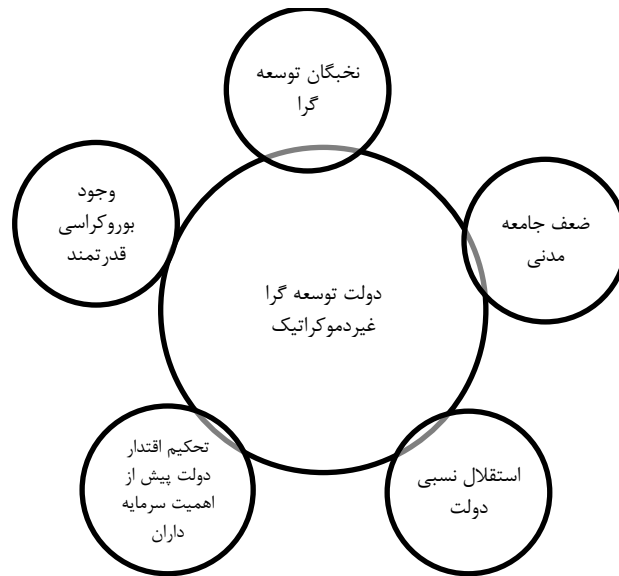 نخبگان توسعه
گرا
وجود
بوروکراسی
قدرتمند
ضعف جامعه
مدنی
دولت توسعه گرا
غیردموکراتیک
تحکیم اقتدار
دولت پیش از
اهمیت سرمایه
داران
استقلال نسبی
دولت